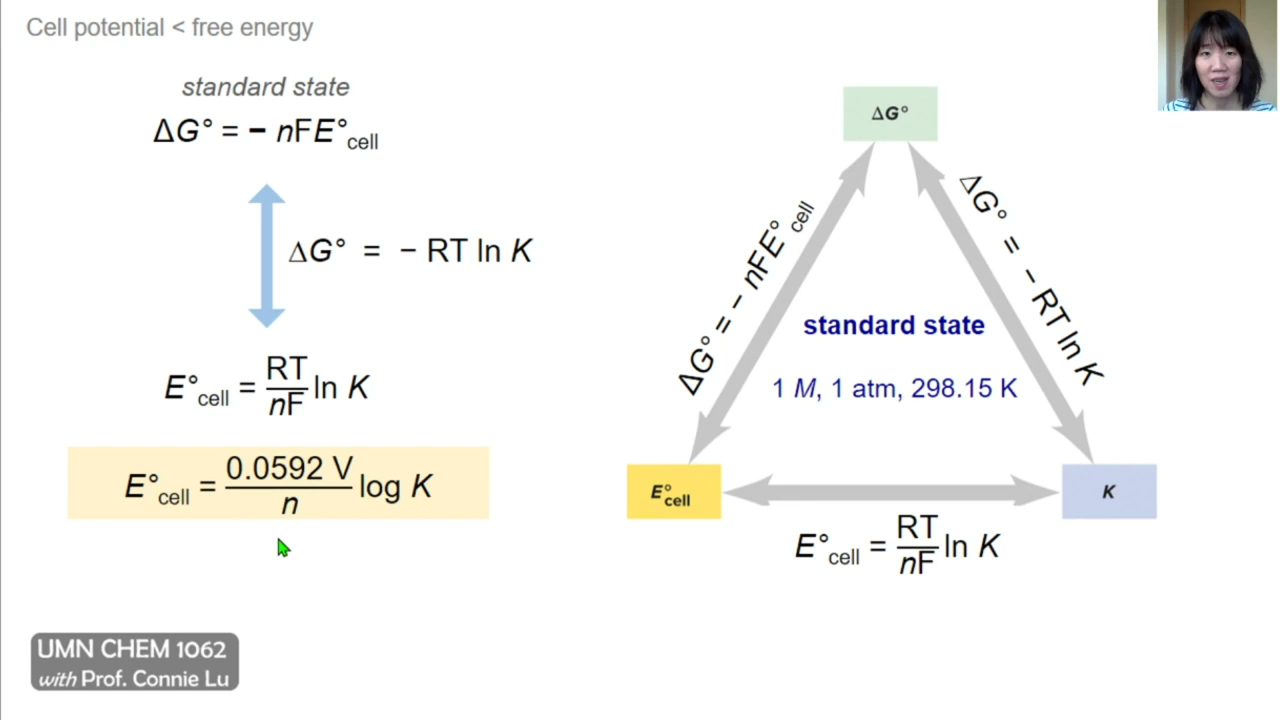 Cell potential < free energy
standard state
ΔG° = − nFE°cell
ΔG° = − RT ln K
E°cell = RT/nF ln K
E°cell = 0.0592 V/n log K
ΔG°
ΔG° = − nFE°cell
ΔG° = − RT ln K
standard state
1 M, 1 atm, 298.15 K
E°cell
K
E°cell = RT/nF ln K
UMN CHEM 1062
with Prof. Connie Lu